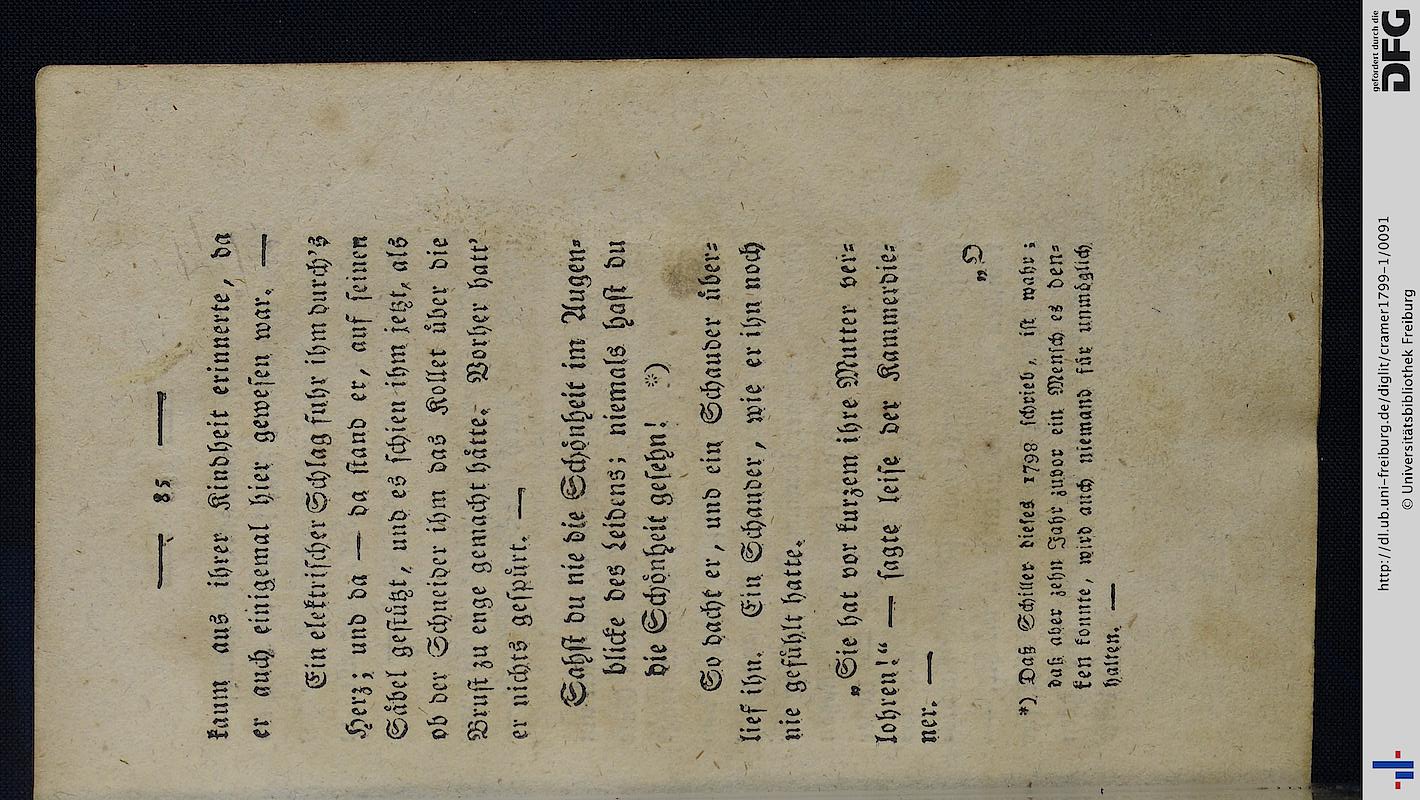 — 85 —
kaum aus ihrer Kindheit erinnerte, da
er auch einigemal hier gewesen war. —
Ein elektrischer Schlag fuhr ihm durch's
Herz; und da — da stand er, auf seinen
Säbel gestützt, und es schien ihm jetzt, als
ob der Schneider ihm das Kollet über die
Brust zu enge gemacht hätte. Vorher hatt'
er nichts gespürt. —
Sahst du nie die Schönheit im Augen-
blicke des Leidens; niemals hast du
die Schönheit gesehn! *)
So dacht er, und ein Schauder über-
lief ihn. Ein Schauder, wie er ihn noch
nie gefühlt hatte.
„Sie hat vor kurzem ihre Mutter ver-
lohren!“ — sagte leise der Kammerdie-
ner. —
„O
*) Daß Schiller dieses 1798 schrieb, ist wahr;
daß aber zehn Jahr zuvor ein Mensch es den-
ken konnte, wird auch niemand für unmöglich
halten. —
gefördert durch die
DFG
http://dl.ub.uni-freiburg.de/diglit/cramer1799-1/0091
© Universitätsbibliothek Freiburg